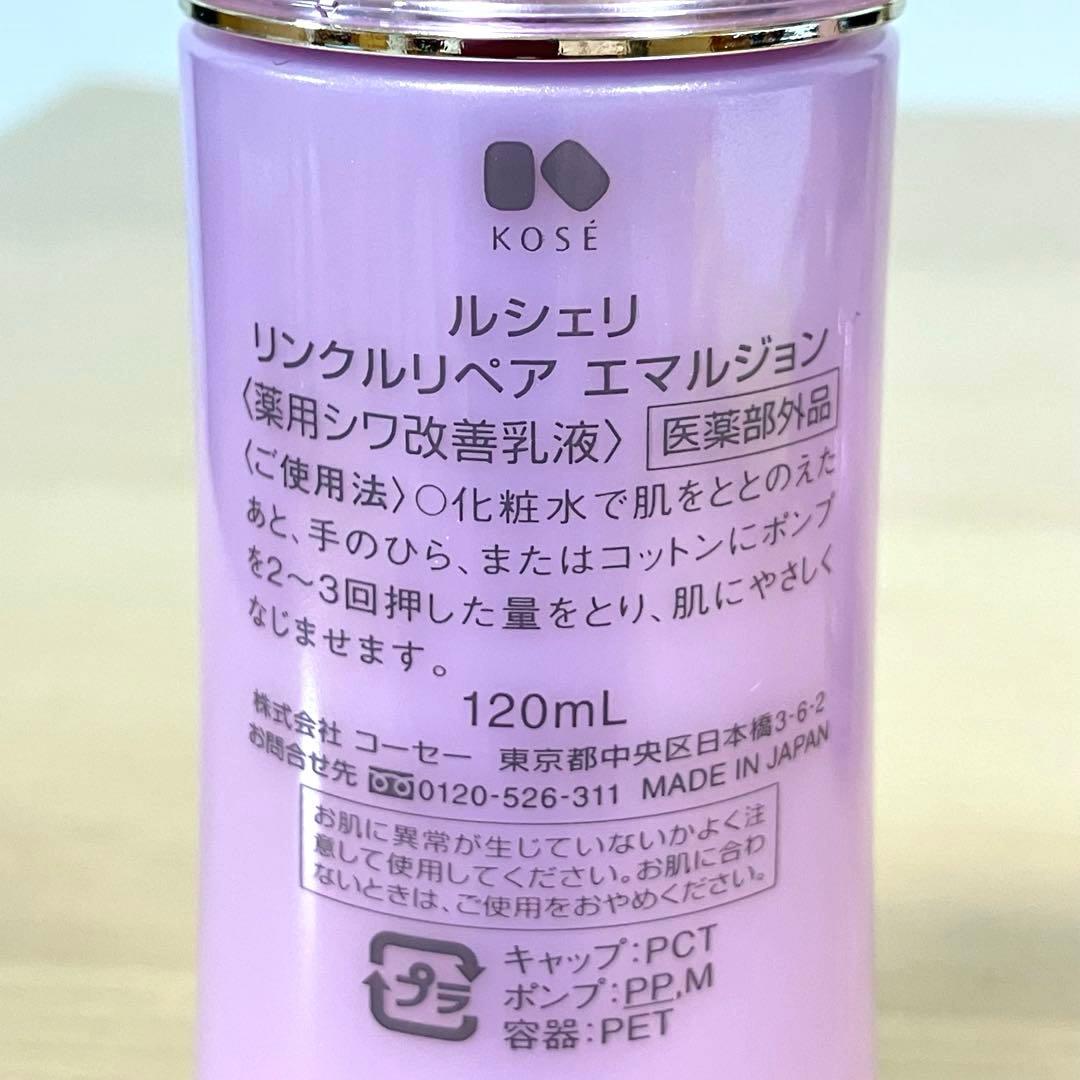 KOSÉ
ルシェリ
リンクルリペア エマルジョン
〈薬用シワ改善乳液〉 医薬部外品
〈ご使用法〉○化粧水で肌をととのえた
あと、手のひら、またはコットンにポンプ
を2〜3回押した量をとり、肌にやさしく
なじませます。
120mL
株式会社 コーセー 東京都中央区日本橋3-6-2
お問合せ先 0120-526-311 MADE IN JAPAN
お肌に異常が生じていないかよく注
意して使用してください。お肌に合わ
ないときは、ご使用をおやめください。
プラ
キャップ:PCT
ポンプ:PP,M
容器:PET